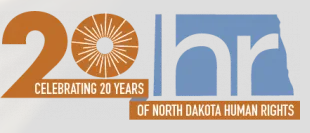 20 hr
CELEBRATING 20 YEARS
OF NORTH DAKOTA HUMAN RIGHTS